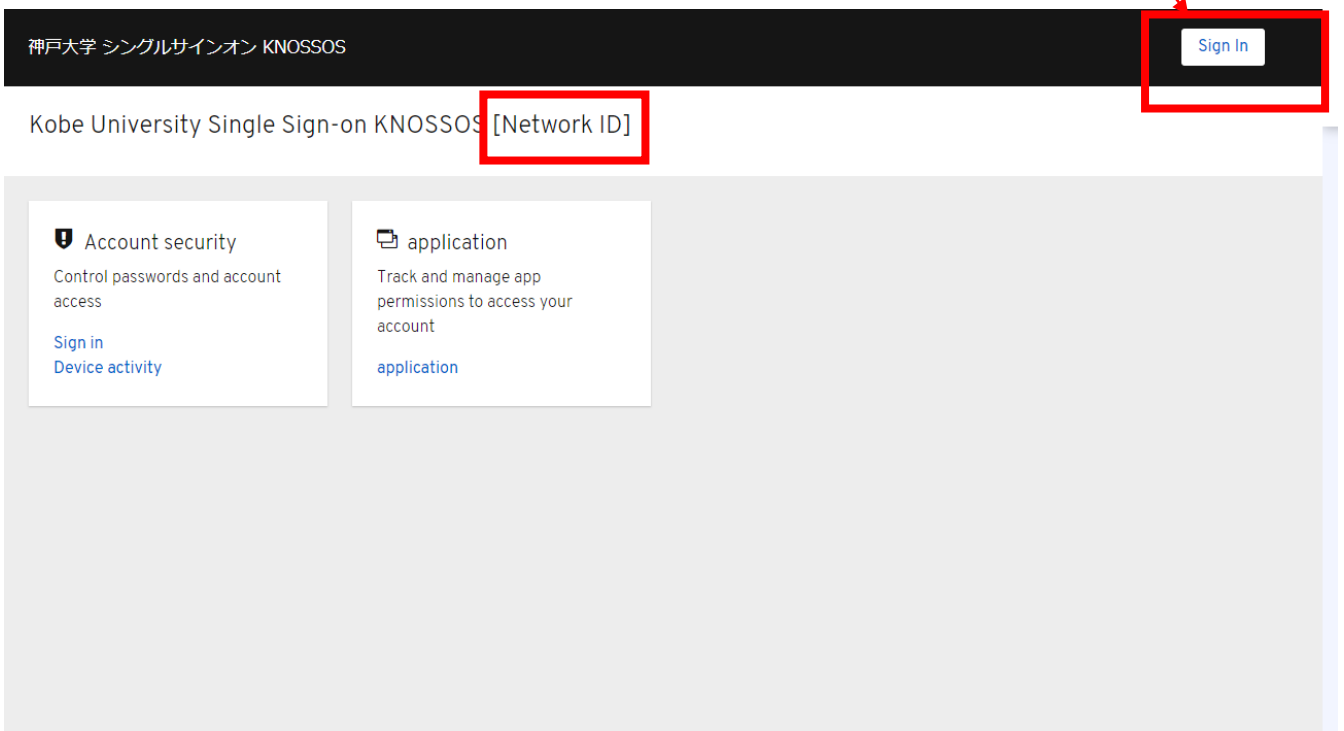 神戸大学 シングルサインオン KNOSSOS
Sign In
Kobe University Single Sign-on KNOSSOS [Network ID]
Account security
Control passwords and account
access
Sign in
Device activity
application
Track and manage app
permissions to access your
account
application